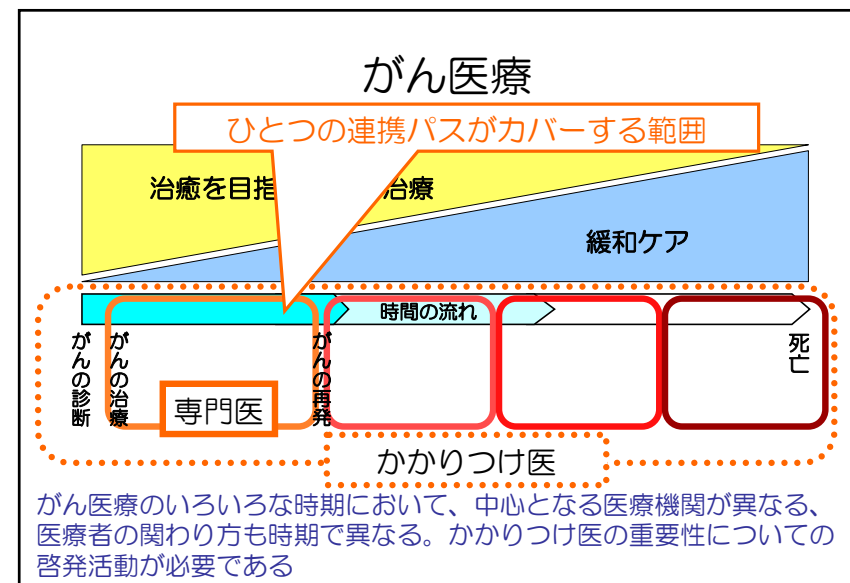 がん医療
ひとつの連携パスがカバーする範囲
治癒を目指
治療
緩和ケア
時間の流れ
がんの診断
がんの治療
がんの再発
死亡
専門医
かかりつけ医
がん医療のいろいろな時期において、中心となる医療機関が異なる、
医療者の関わり方も時期で異なる。かかりつけ医の重要性についての
啓発活動が必要である